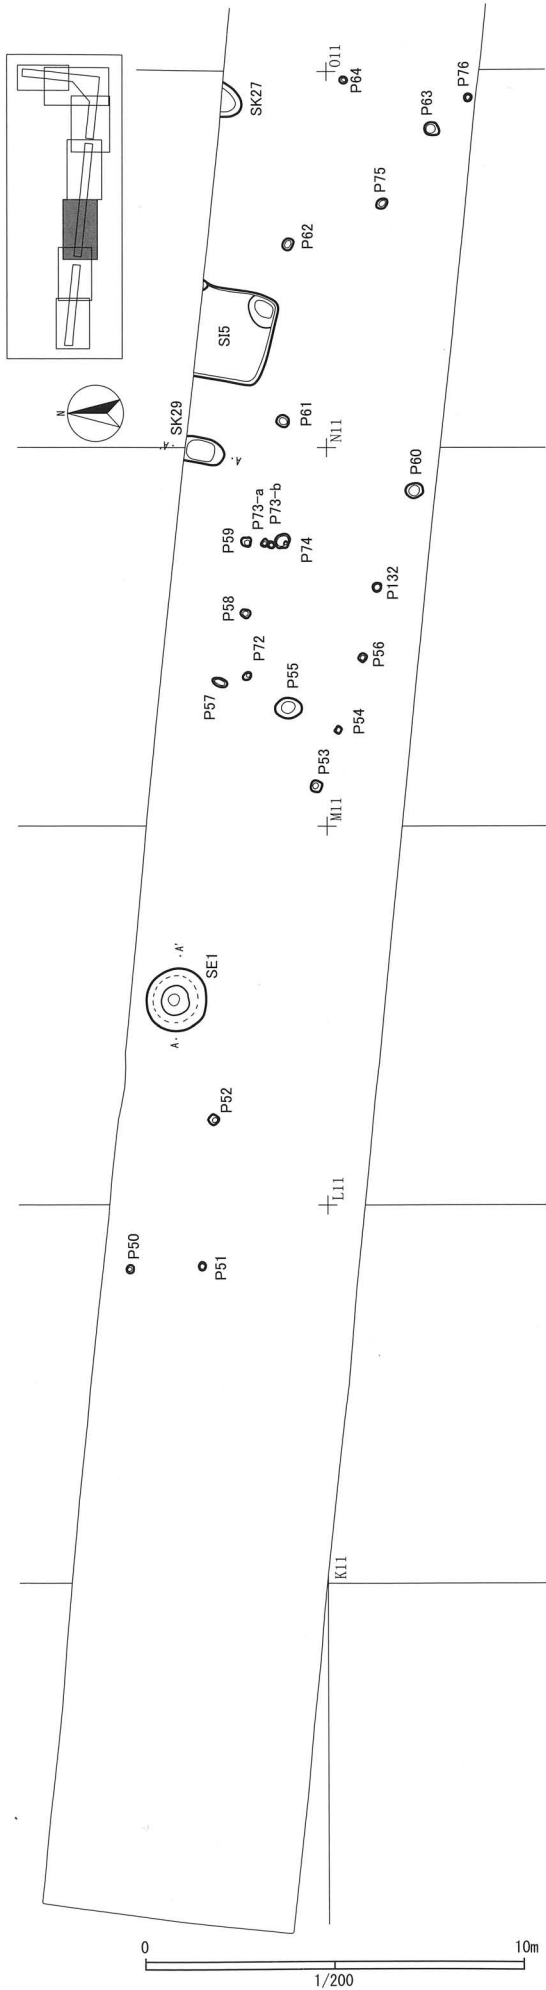 O11
P64
P76
SK27
P63
P75
P62
SI5
N
SK29
A'
A
P61
N11
P60
P59
P73-a
P73-b
P74
P58
P132
P72
P57
P55
P56
P54
P53
M11
A'
SE1
A
P52
L11
P50
P51
K11
0 10m
1/200